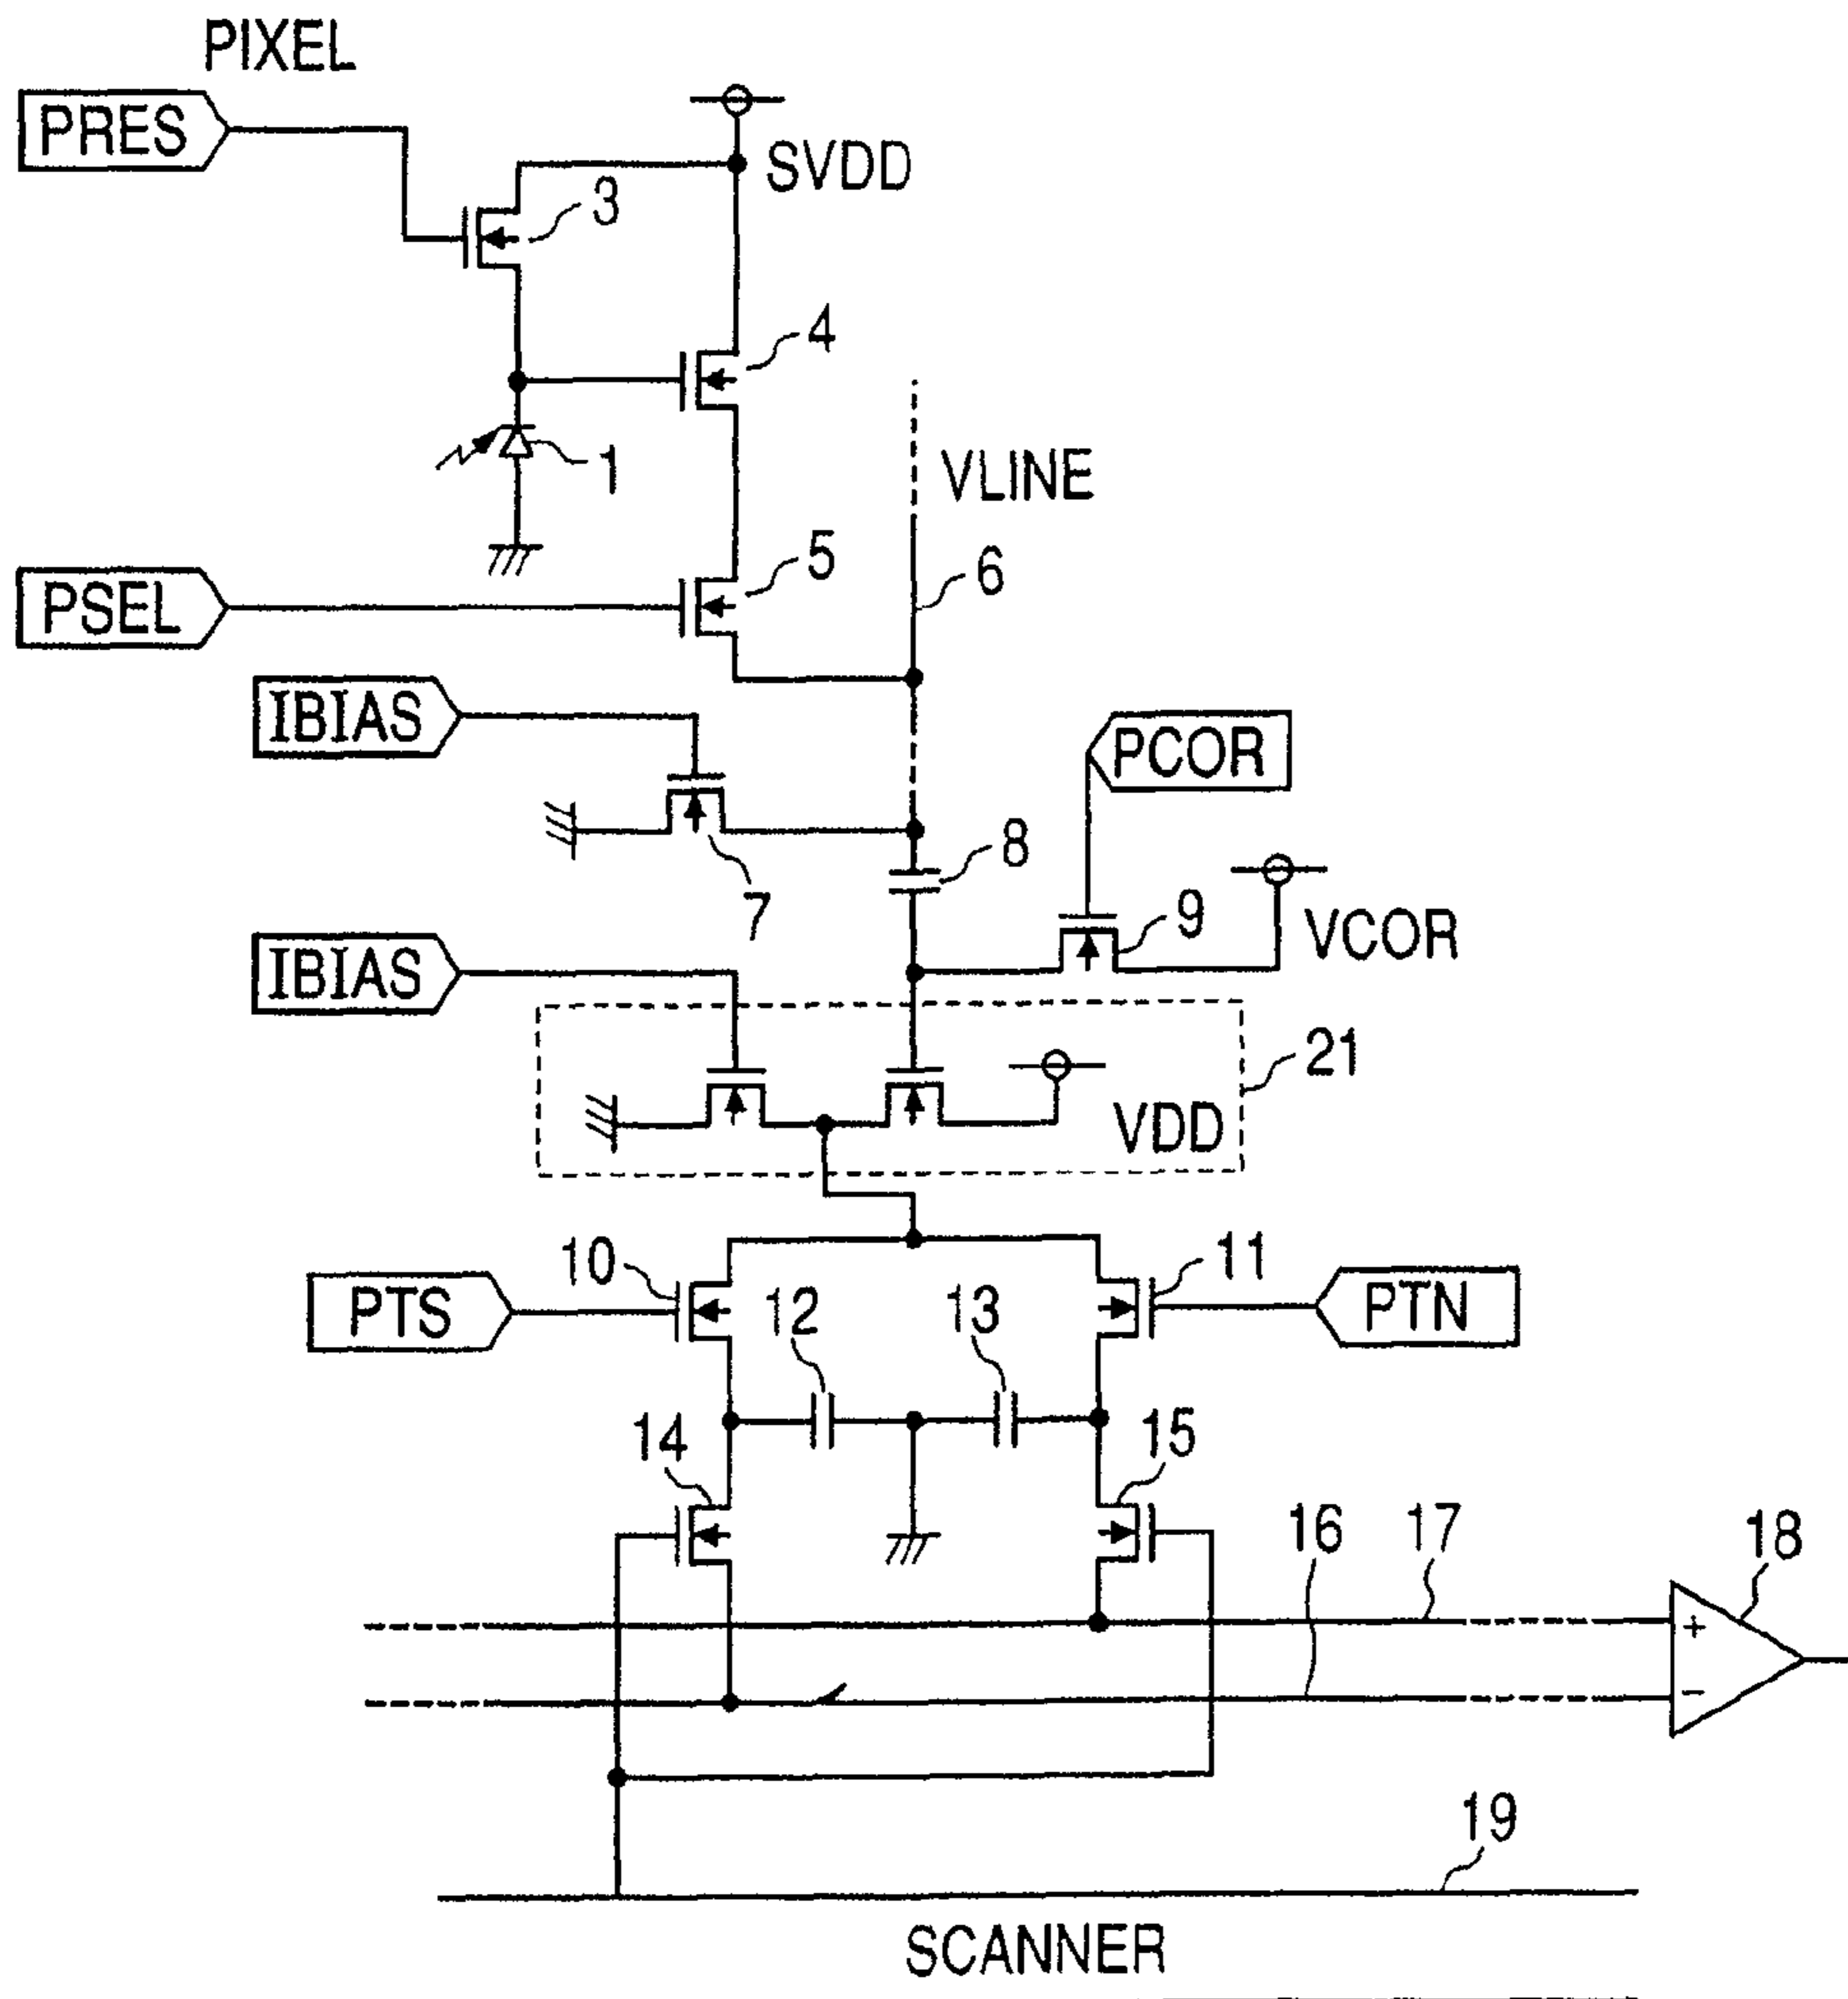 PIXEL
PRES
SVDD
3
4
1
VLINE
5
6
PSEL
IBIAS
PCOR
8
7
9
VCOR
IBIAS
21
VDD
10
11
PTS
12
13
PTN
14
15
16
17
18
+
−
19
SCANNER